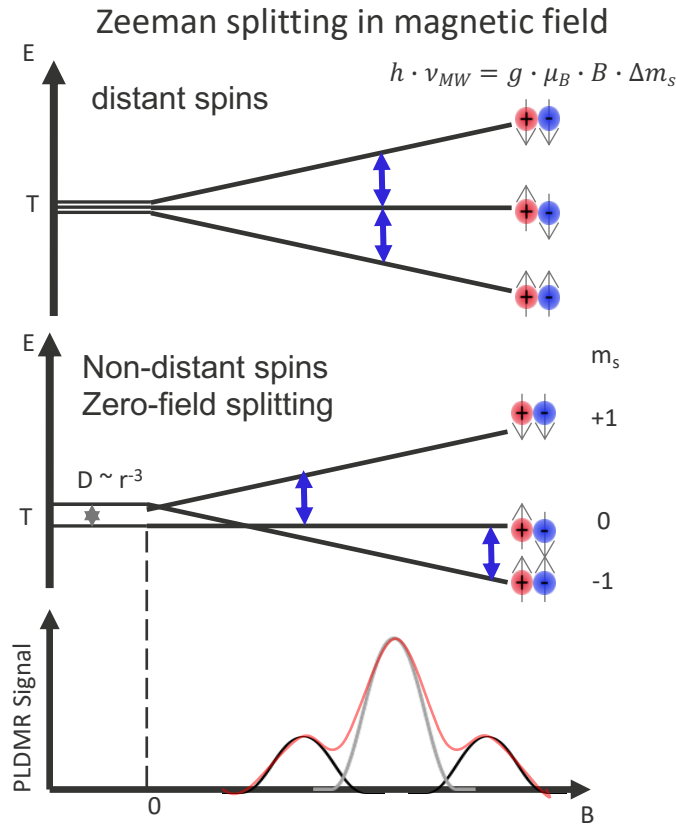 Zeeman splitting in magnetic field
E
h · ν_MW = g · μ_B · B · Δm_s
distant spins
+ -
T
+ -
+ -
E
Non-distant spins
m_s
Zero-field splitting
+ -
+1
D ~ r⁻³
T
+ -
0
+ -
-1
PLDMR Signal
0
B